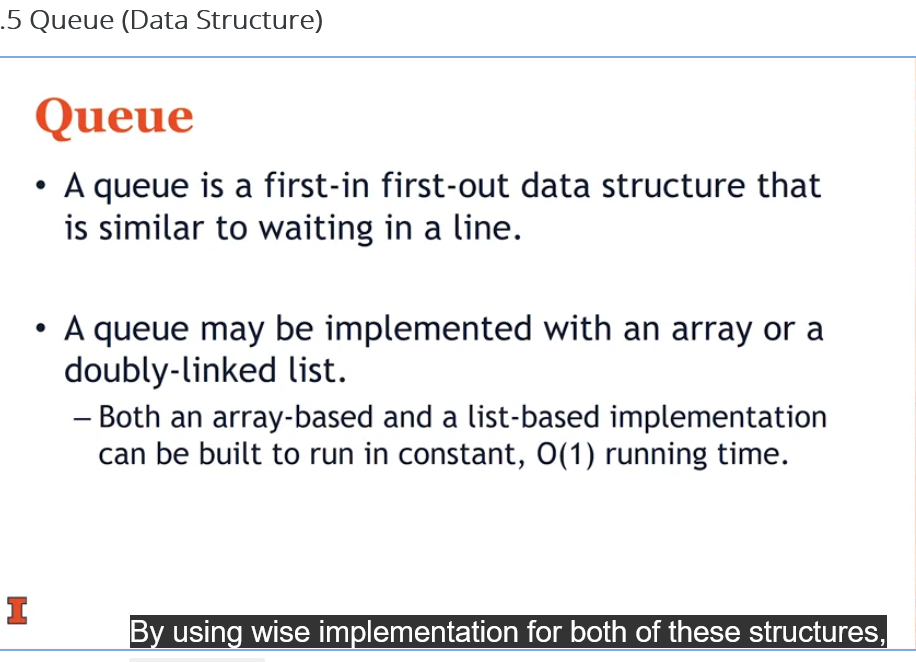 .5 Queue (Data Structure)
Queue
• A queue is a first-in first-out data structure that
is similar to waiting in a line.
• A queue may be implemented with an array or a
doubly-linked list.
– Both an array-based and a list-based implementation
can be built to run in constant, O(1) running time.
I
By using wise implementation for both of these structures,